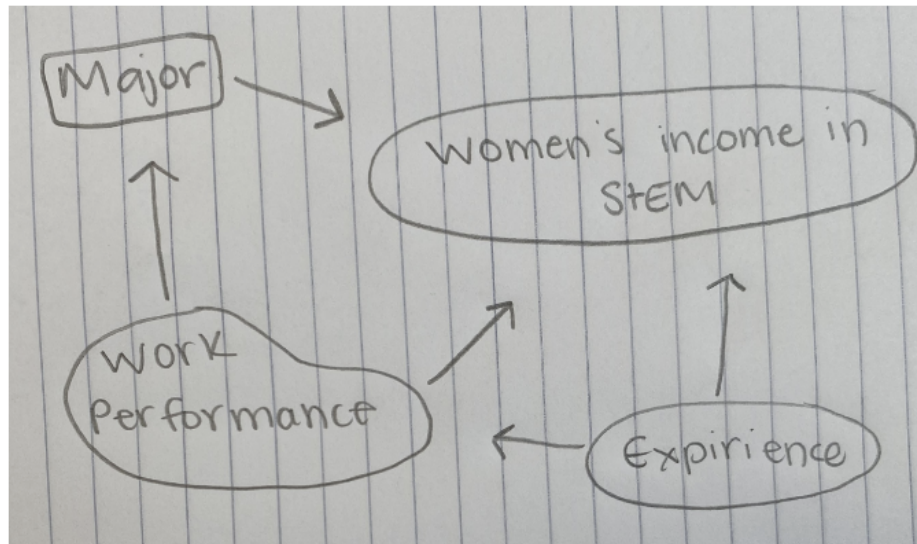 Major
Women's income in
StEM
Work
Performance
Expirience